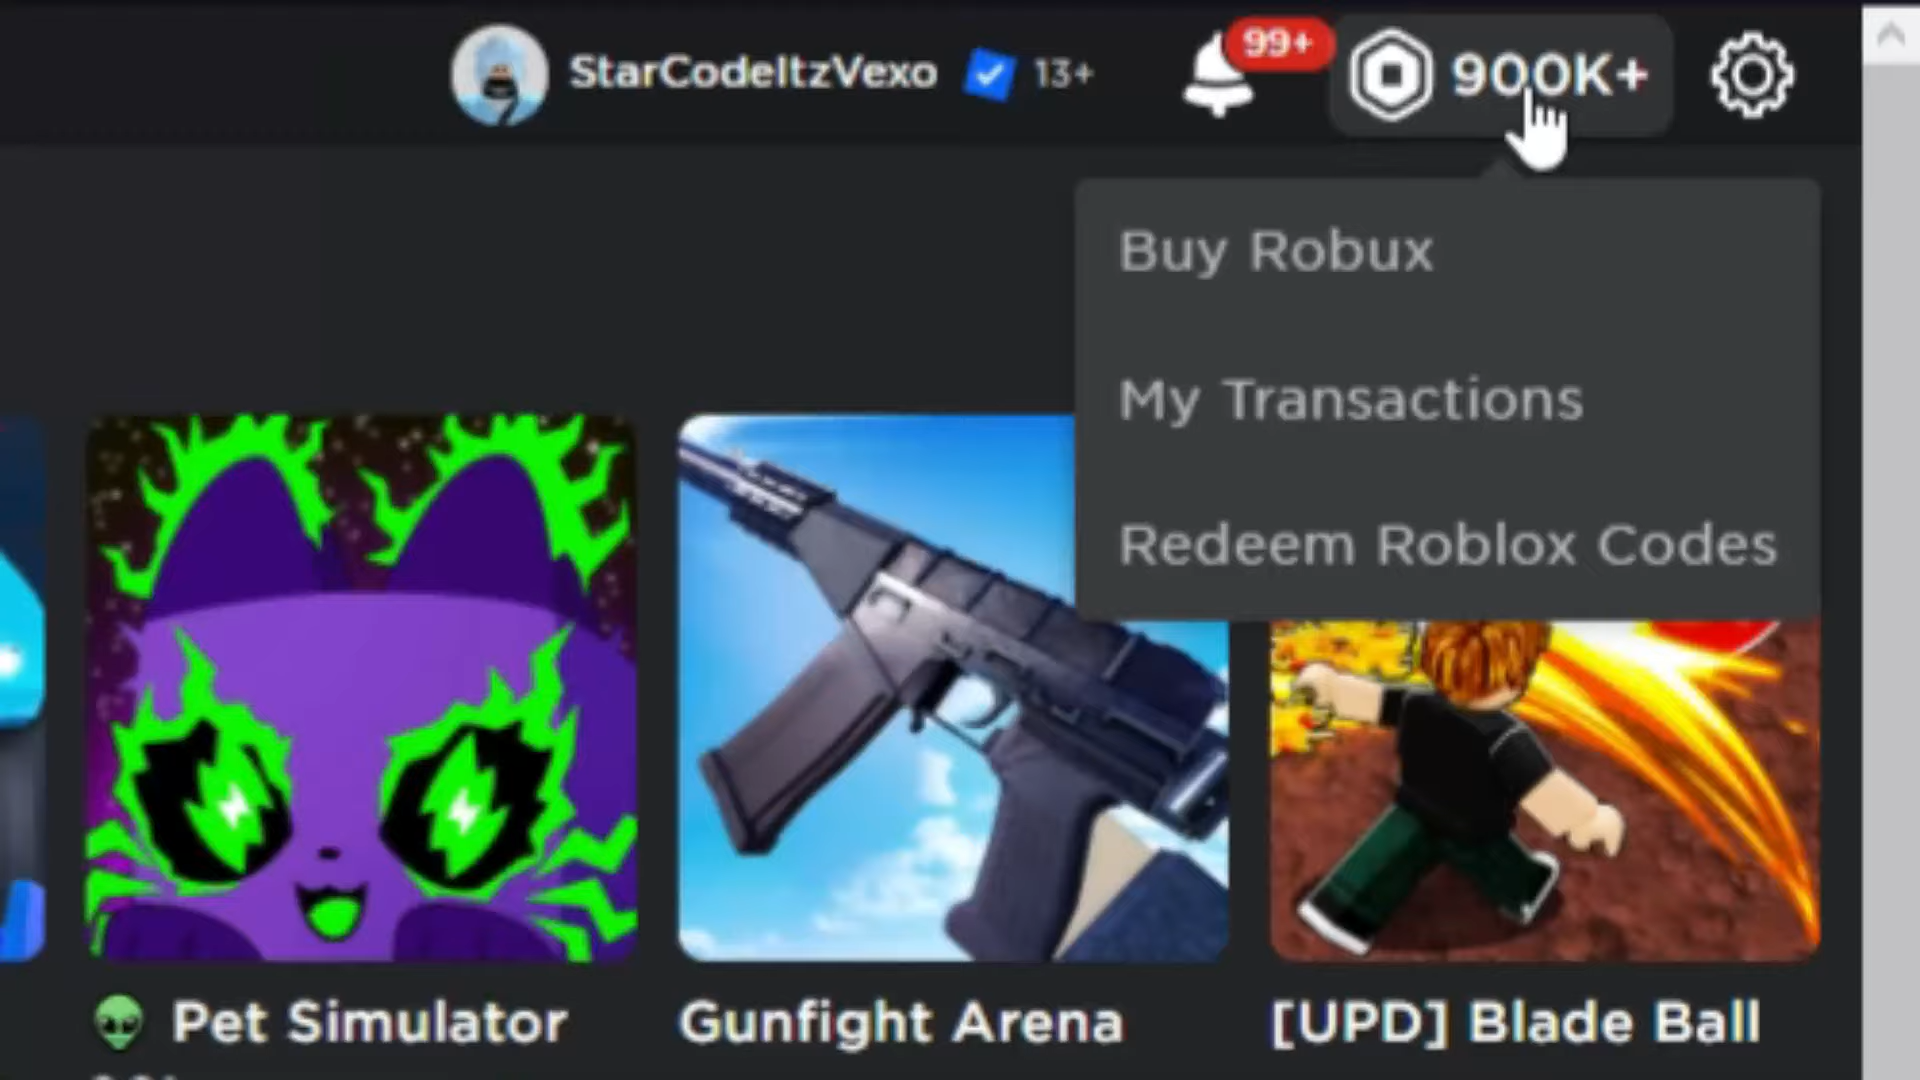 StarCodeItzVexo 13+ 99+ 900K+
Buy Robux
My Transactions
Redeem Roblox Codes
👽 Pet Simulator
Gunfight Arena
[UPD] Blade Ball